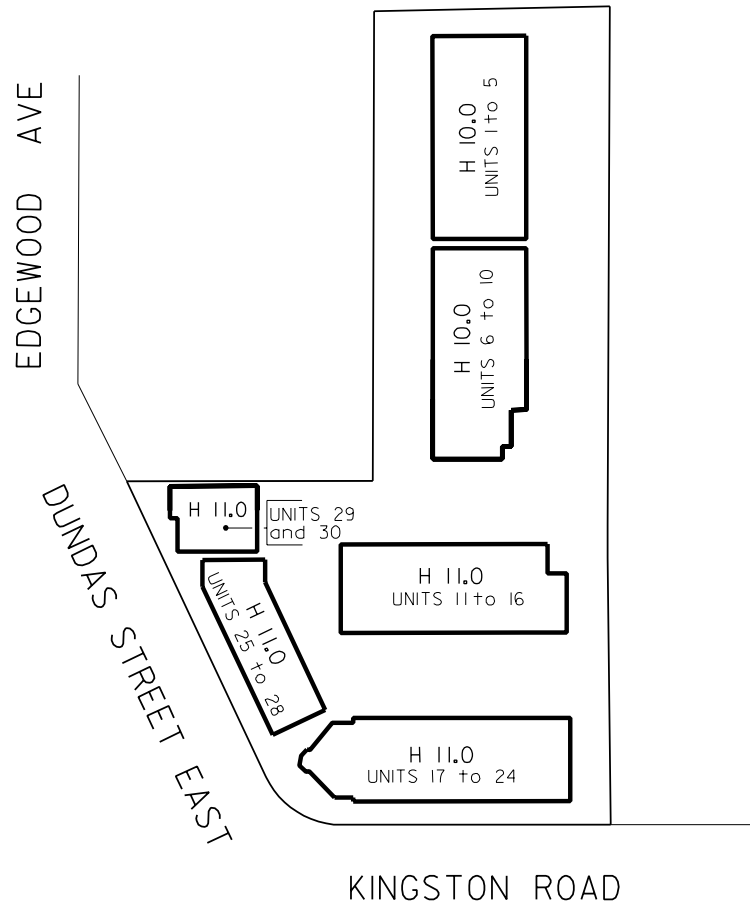 EDGEWOOD AVE
H 10.0
UNITS 1 to 5
H 10.0
UNITS 6 to 10
H 11.0
UNITS 29
and 30
H 11.0
UNITS 25 to 28
H 11.0
UNITS 11 to 16
DUNDAS STREET EAST
H 11.0
UNITS 17 to 24
KINGSTON ROAD